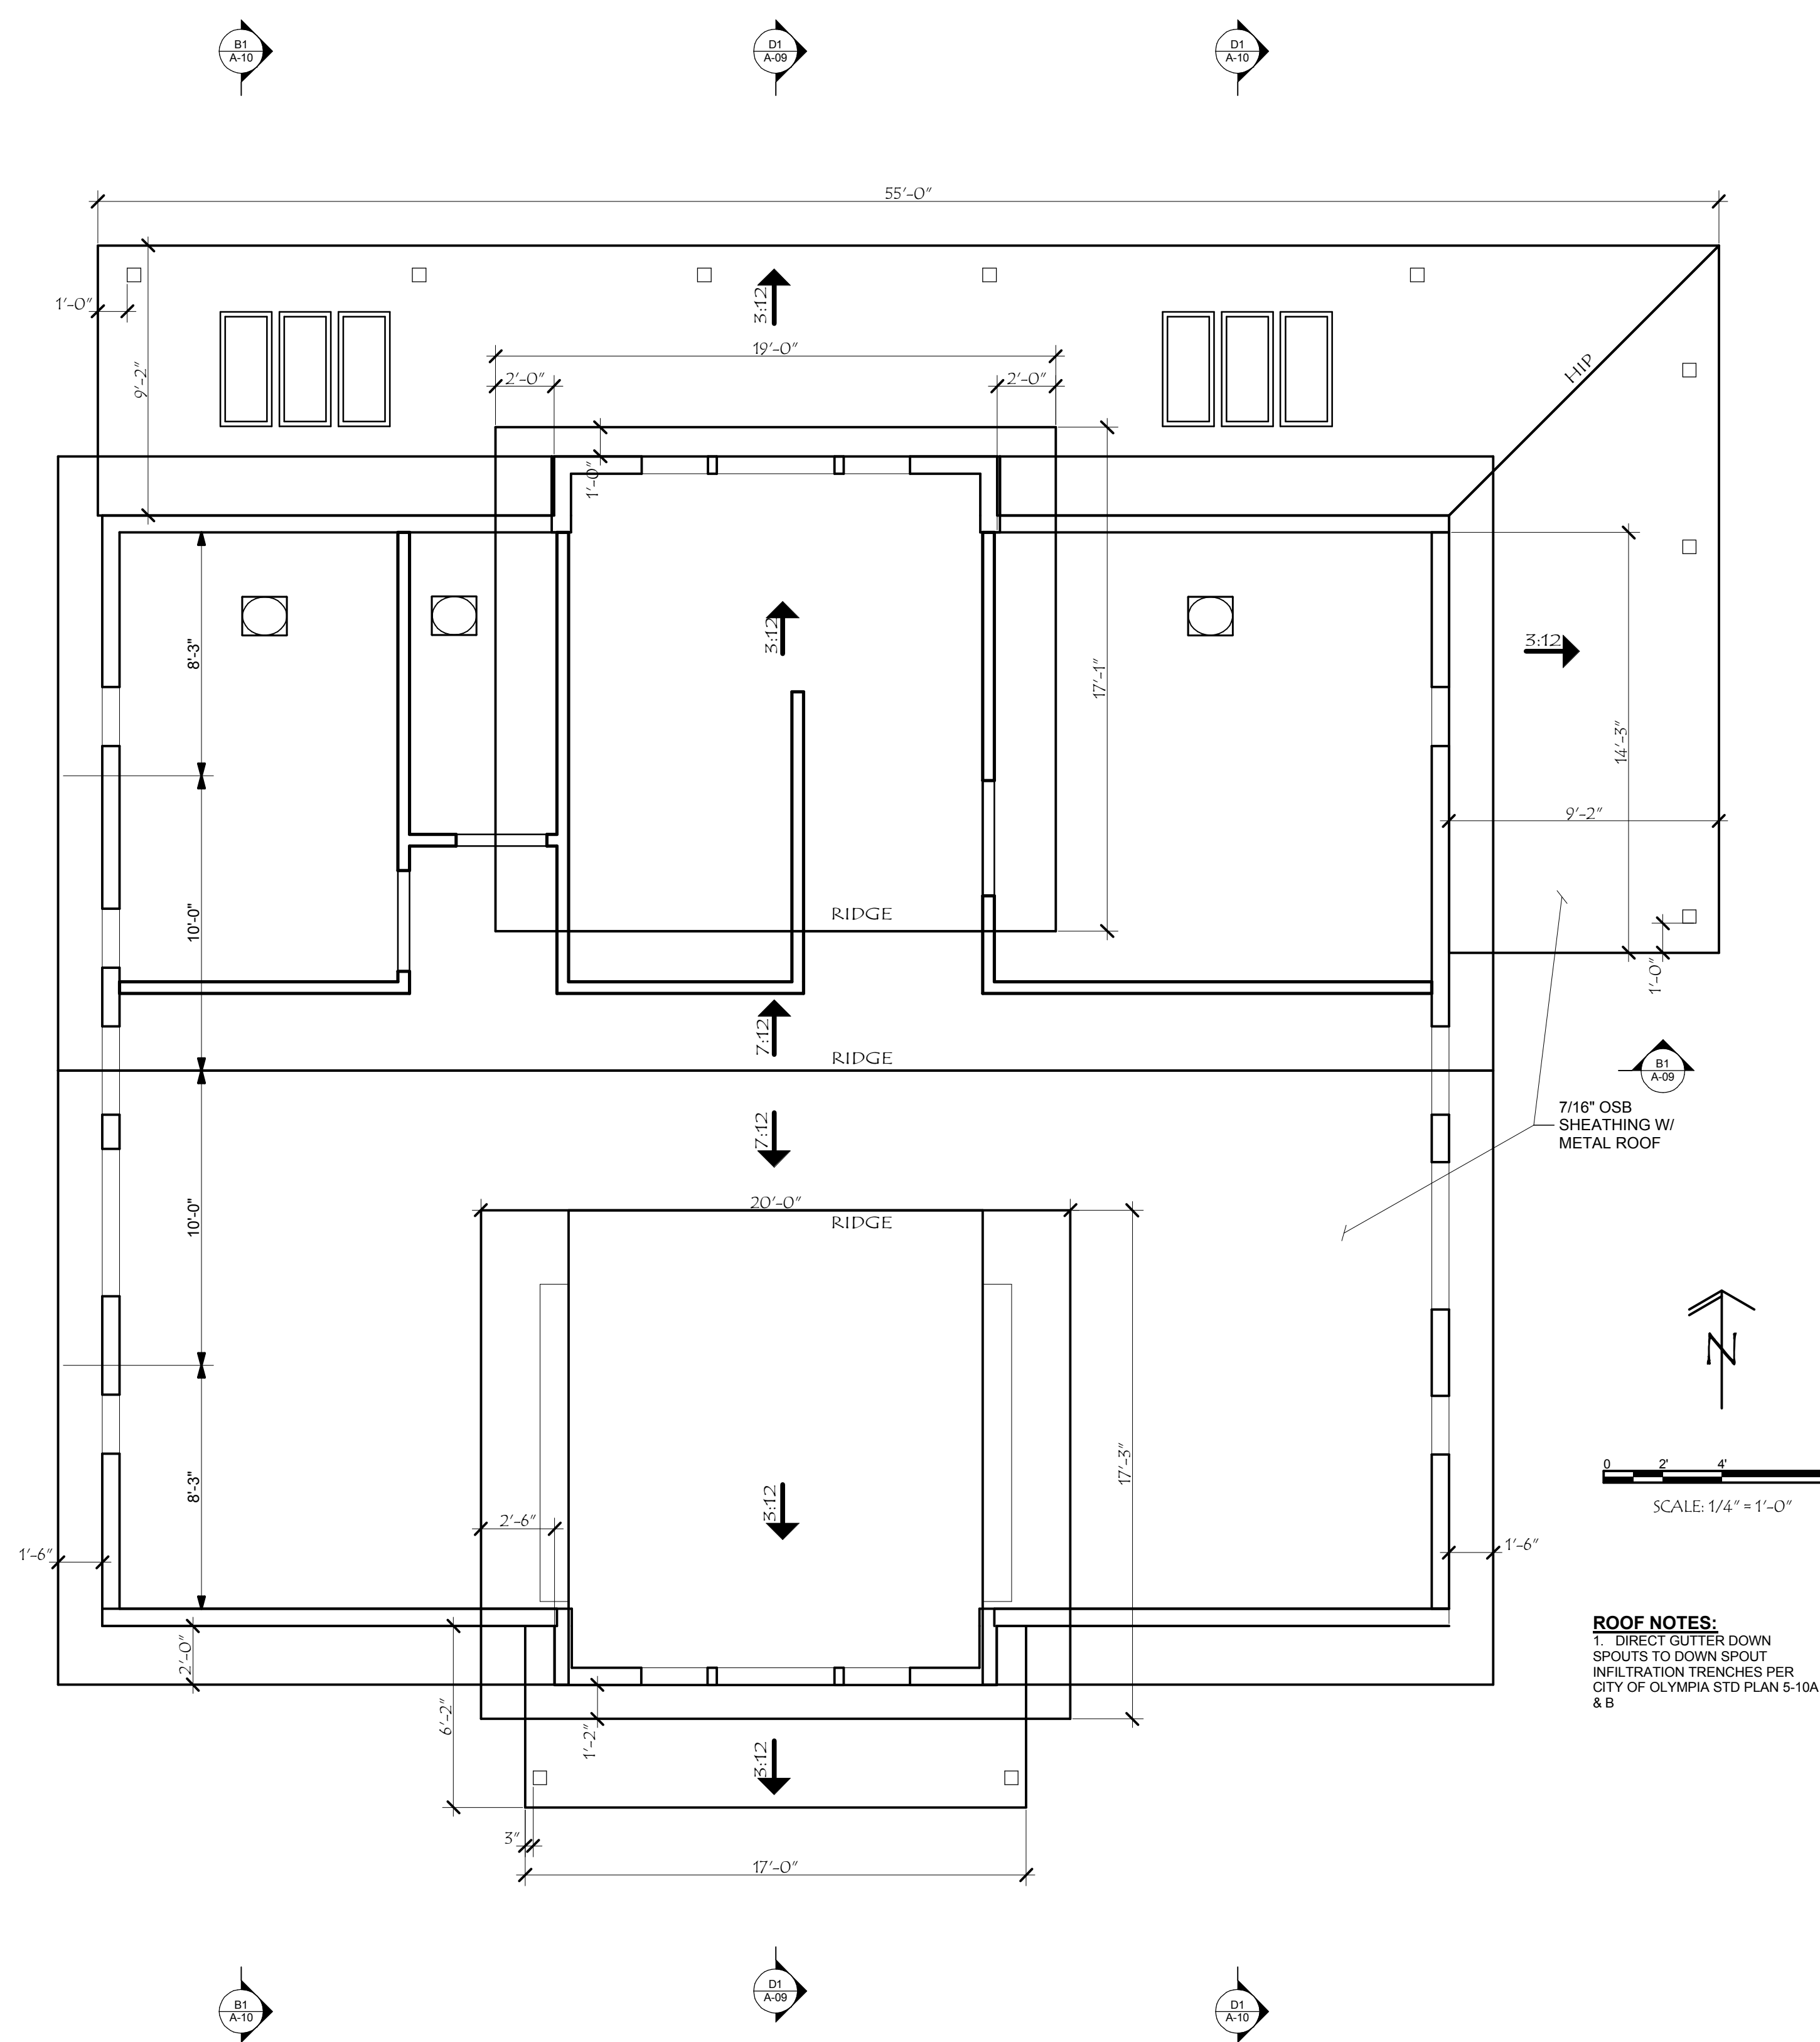 B1
A-10
D1
A-09
D1
A-10
55'-0"
1'-0"
9'-2"
3:12
19'-0"
2'-0"
2'-0"
HIP
1'-0"
8'-3"
3:12
17'-1"
3:12
14'-3"
9'-2"
10'-0"
RIDGE
1'-0"
7:12
RIDGE
B1
A-09
7/16" OSB
SHEATHING W/
METAL ROOF
7:12
10'-0"
20'-0"
RIDGE
N
17'-3"
0 2' 4'
SCALE: 1/4" = 1'-0"
8'-3"
3:12
2'-6"
1'-6"
1'-6"
ROOF NOTES:
1. DIRECT GUTTER DOWN
SPOUTS TO DOWN SPOUT
INFILTRATION TRENCHES PER
CITY OF OLYMPIA STD PLAN 5-10A
& B
2'-0"
6'-2"
1'-2"
3:12
3"
17'-0"
B1
A-10
D1
A-09
D1
A-10